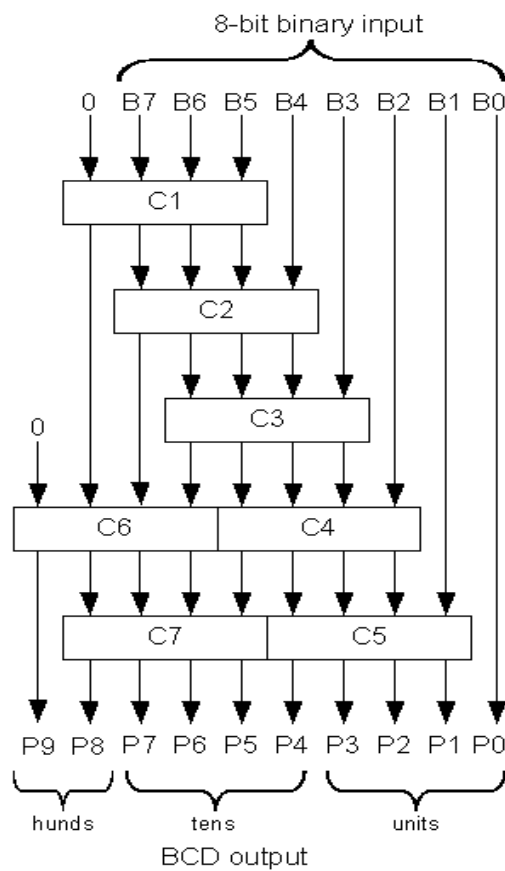 8-bit binary input
0 B7 B6 B5 B4 B3 B2 B1 B0
C1
C2
C3
0
C6 C4
C7 C5
P9 P8 P7 P6 P5 P4 P3 P2 P1 P0
hunds tens units
BCD output